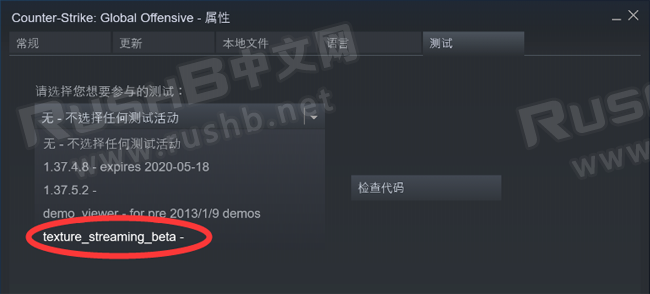 Counter-Strike: Global Offensive - 属性
常规
更新
本地文件
语言
测试
请选择您想要参与的测试：
无 - 不选择任何测试活动
无 - 不选择任何测试活动
1.37.4.8 - expires 2020-05-18
1.37.5.2 -
demo_viewer - for pre 2013/1/9 demos
texture_streaming_beta -
检查代码
RushB中文网
www.rushb.net
RushB
www